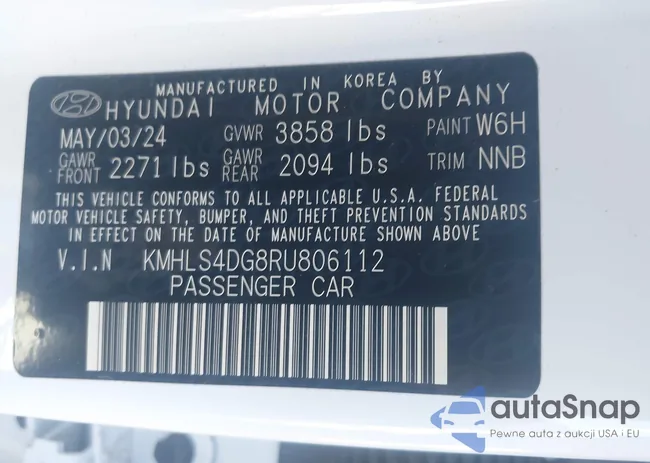 MANUFACTURED IN KOREA BY
HYUNDAI MOTOR COMPANY
MAY/03/24 GVWR 3858 lbs PAINT W6H
GAWR FRONT 2271 lbs GAWR REAR 2094 lbs TRIM NNB
THIS VEHICLE CONFORMS TO ALL APPLICABLE U.S.A. FEDERAL
MOTOR VEHICLE SAFETY, BUMPER, AND THEFT PREVENTION STANDARDS
IN EFFECT ON THE DATE OF MANUFACTURE SHOWN ABOVE
V.I.N KMHLS4DG8RU806112
PASSENGER CAR
autaSnap
Pewne auta z aukcji USA i EU